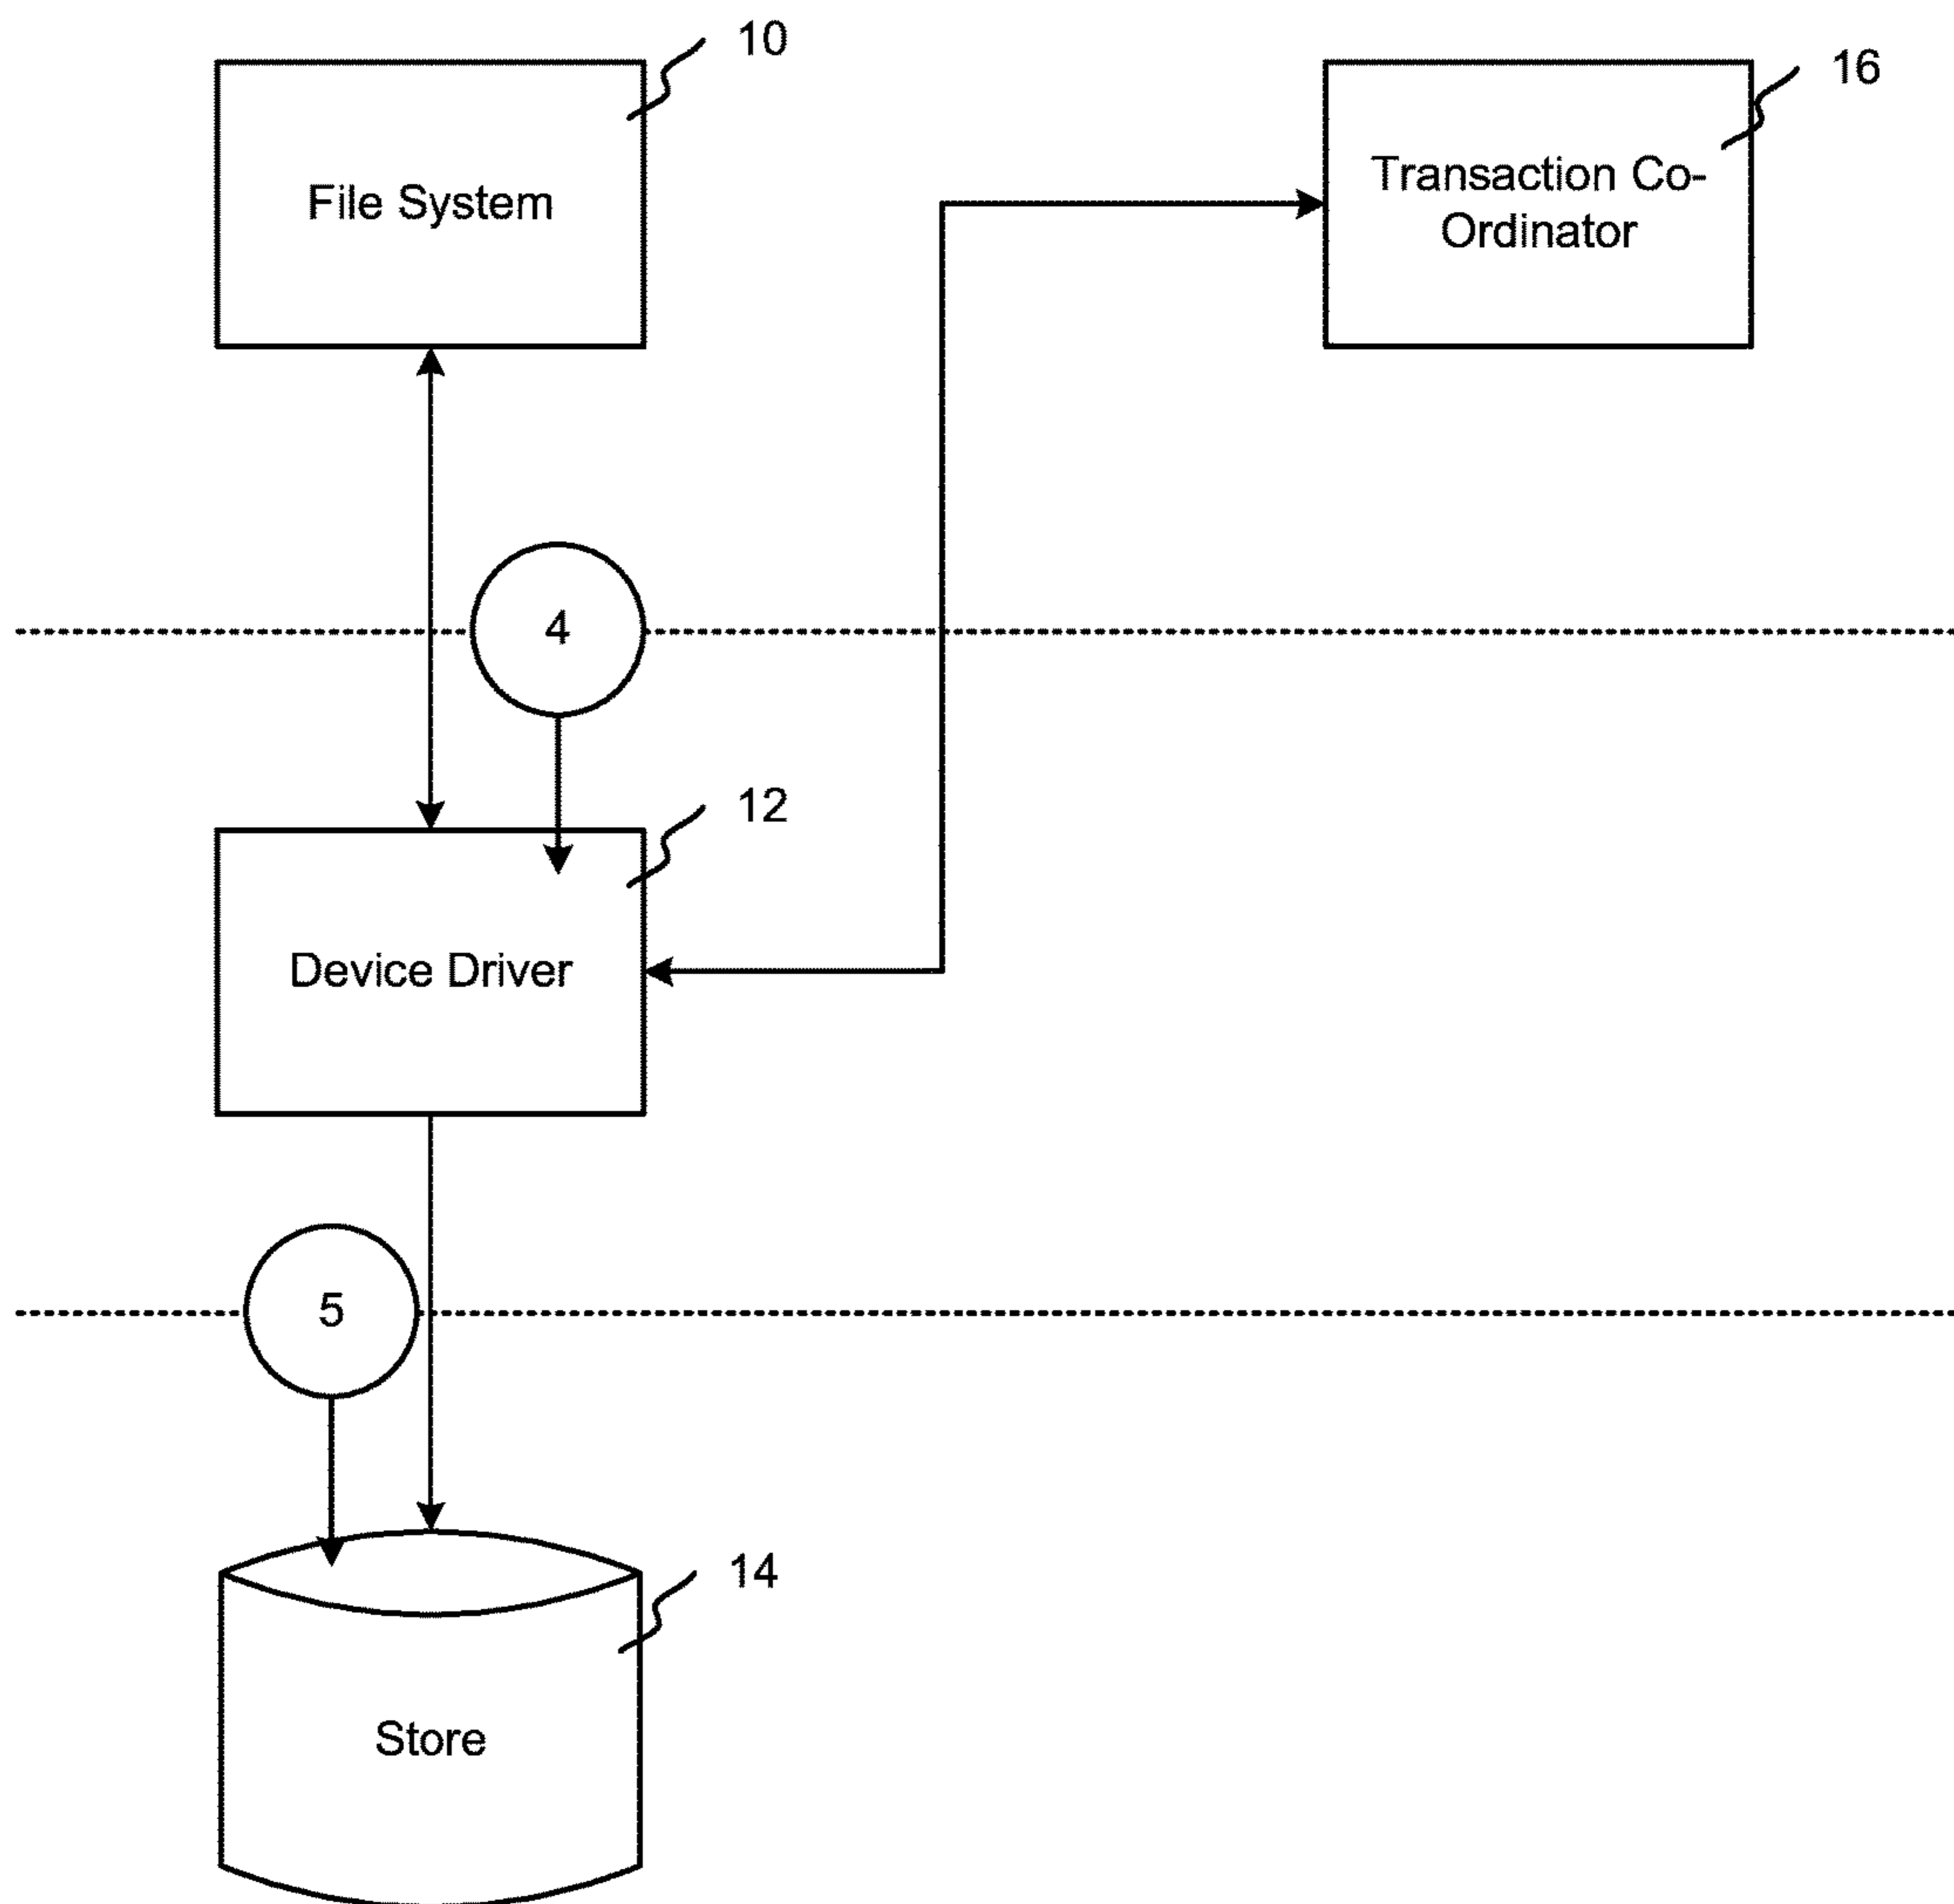 10
16
File System
Transaction Co-
Ordinator
4
12
Device Driver
5
14
Store